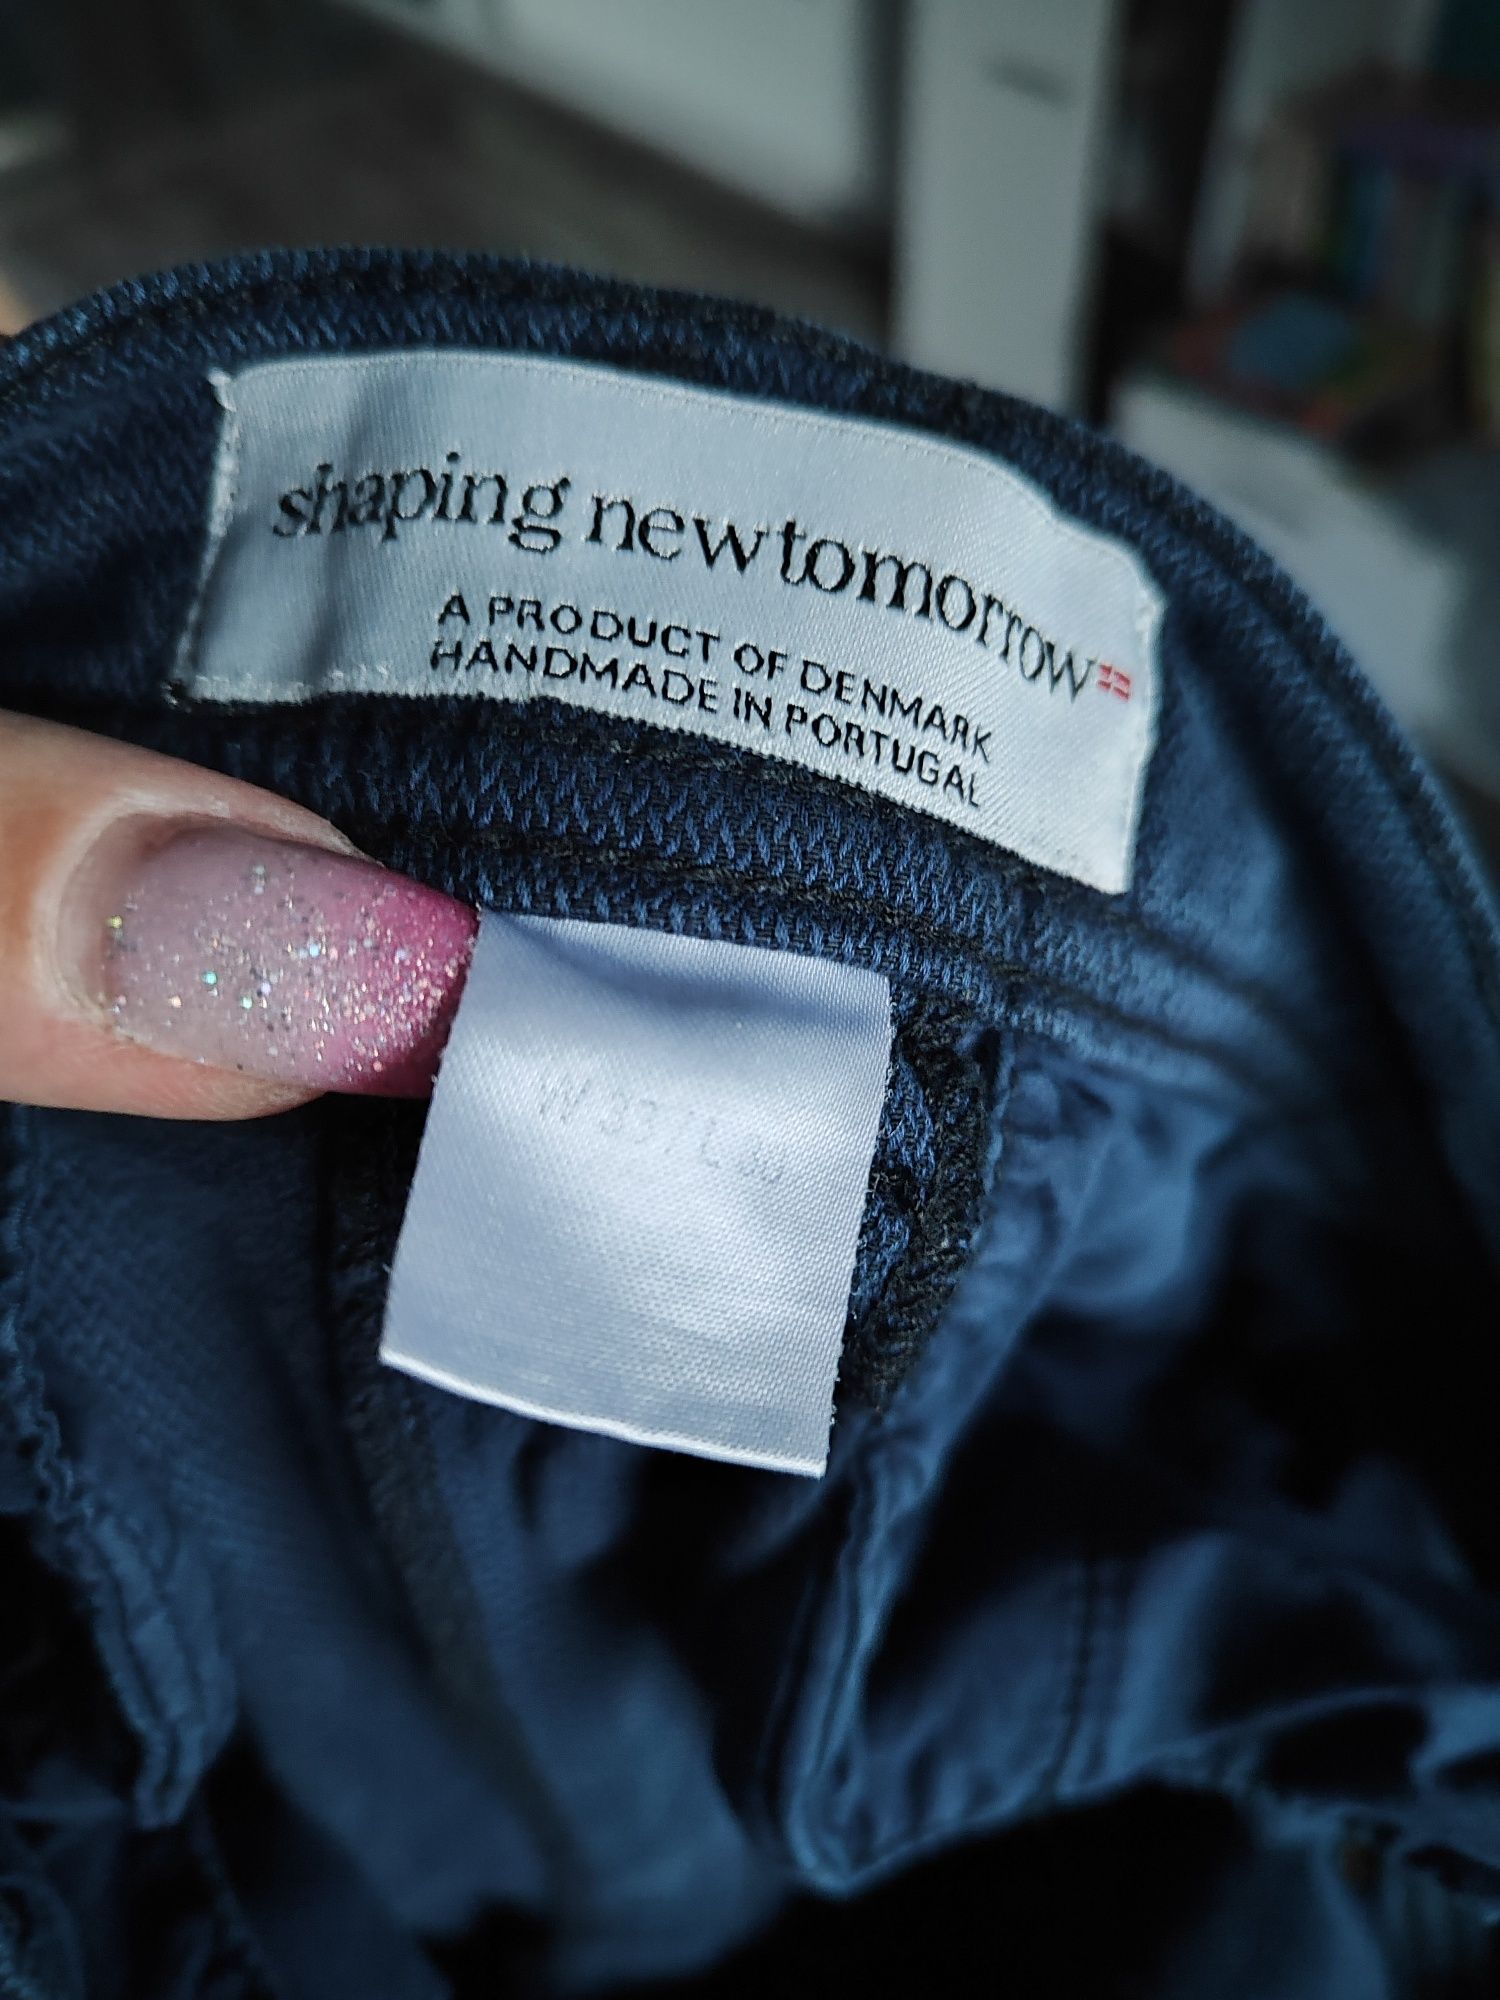 shaping new tomorrow
A PRODUCT OF DENMARK
HANDMADE IN PORTUGAL